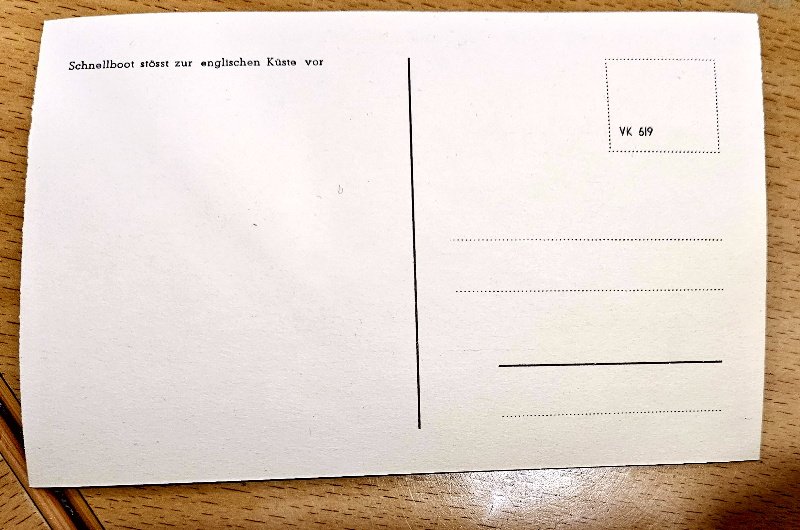 Schnellboot stösst zur englischen Küste vor
VK 619